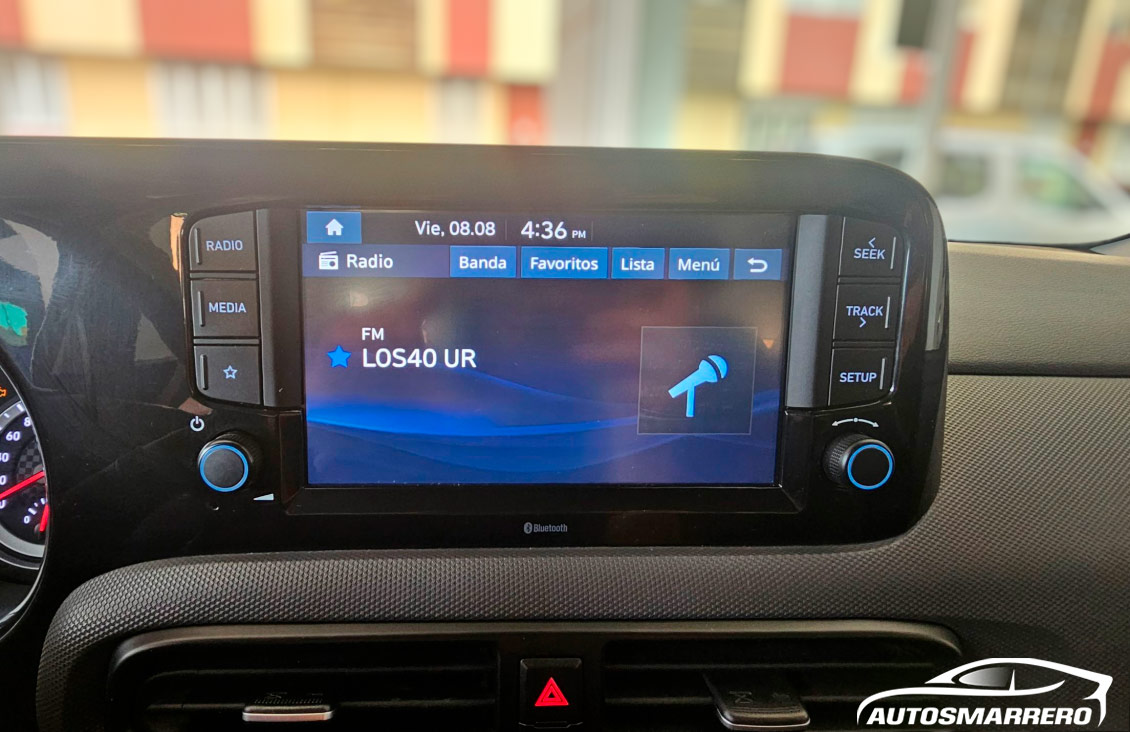 RADIO
MEDIA
Vie, 08.08 4:36 PM
Radio Banda Favoritos Lista Menú
FM
LOS40 UR
< SEEK
TRACK >
SETUP
Bluetooth
60
AUTOSMARRERO